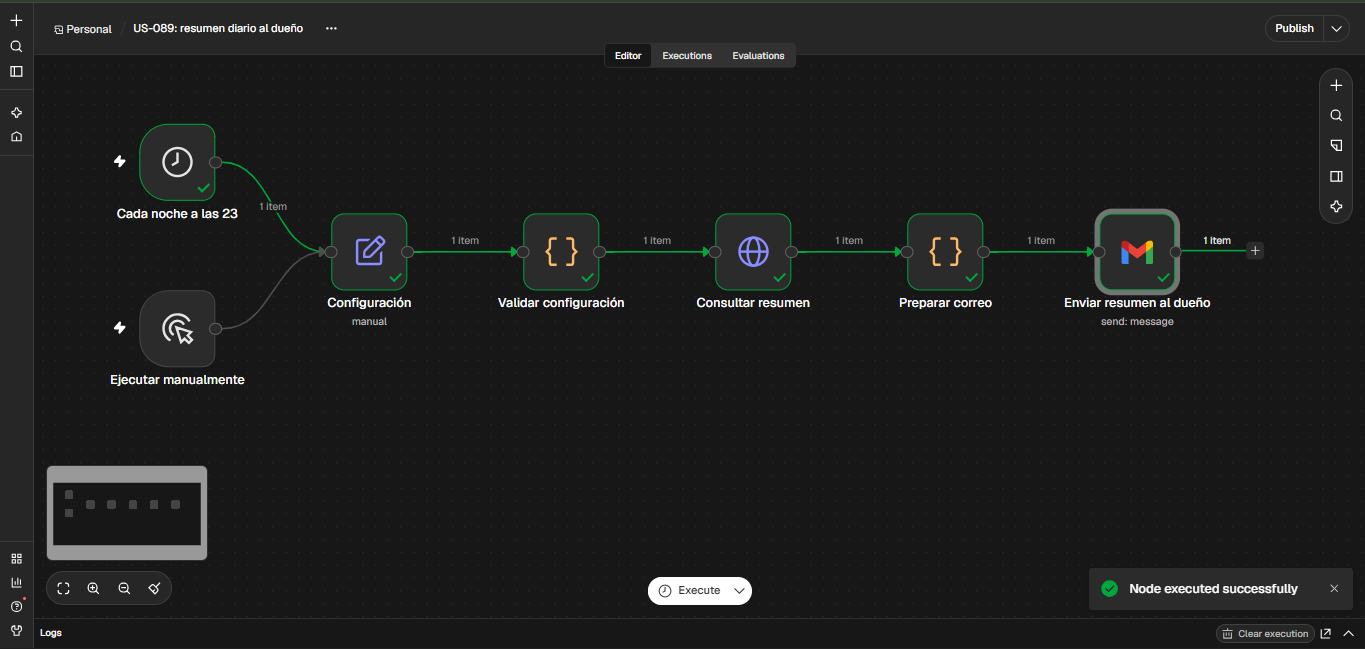 Personal / US-089: resumen diario al dueño ...
Publish
Editor Executions Evaluations
Cada noche a las 23
1 item
1 item
1 item
1 item
1 item
1 item
Configuración
manual
Validar configuración
Consultar resumen
Preparar correo
Enviar resumen al dueño
send: message
Ejecutar manualmente
Execute
Node executed successfully
Logs
Clear execution